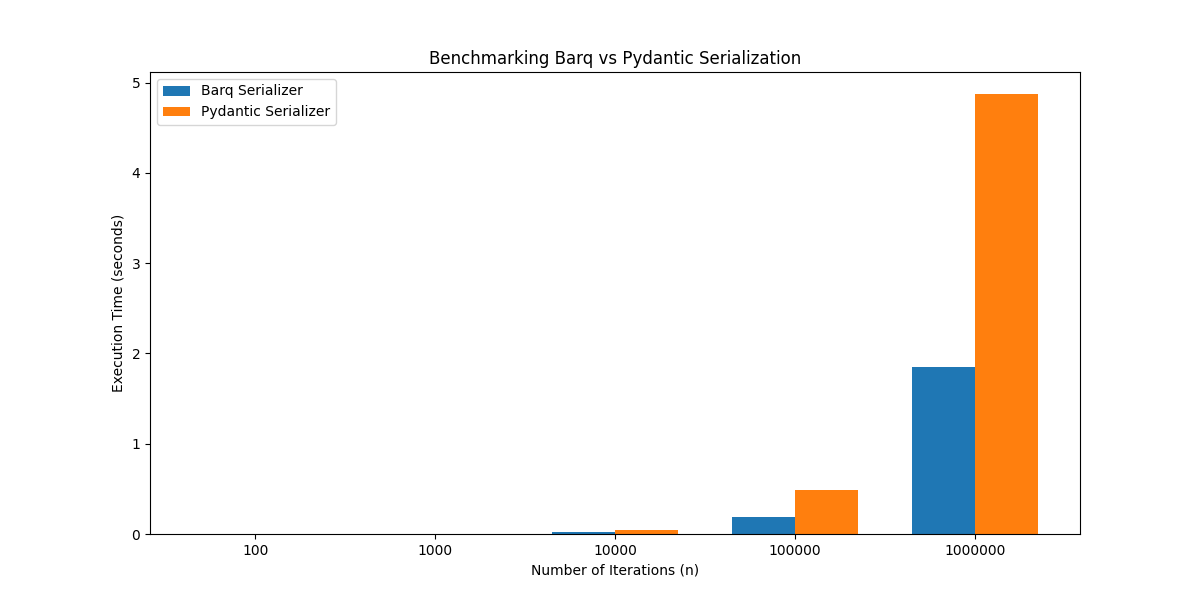 Benchmarking Barq vs Pydantic Serialization
Barq Serializer
Pydantic Serializer
5
4
3
2
1
0
Execution Time (seconds)
100 1000 10000 100000 1000000
Number of Iterations (n)